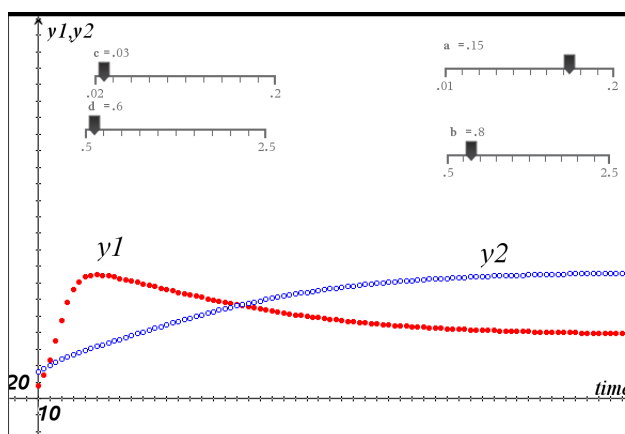 y1,y2
c =.03
.02 .2
d =.6
.5 2.5
a =.15
.01 .2
b =.8
.5 2.5
y1
y2
20
10
time